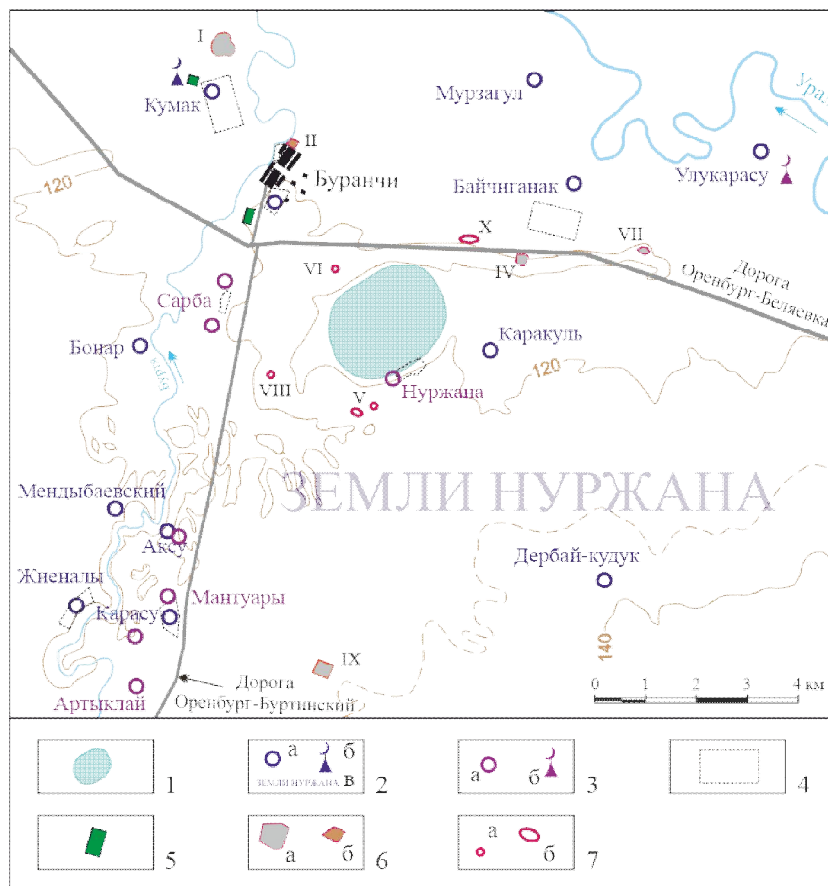 I
Кумак
Мурзагул
Урал
II
Буранчи
Байчиганак
Улукарасу
120
X
VII
VI
IV
Дорога
Оренбург-Беляевка
Сарба
Бонар
Каракуль
120
VIII
V
Нуржана
ЗЕМЛИ НУРЖАНА
Мендыбаевский
Аксу
Дербай-кудук
Жиеналы
Мантуары
Карасу
IX
140
Артыклай
Дорога
Оренбург-Буртинский
0 1 2 3 4 км
1
а б
ЗЕМЛИ НУРЖАНА в
2
а б
3
4
5
а б
6
а б
7